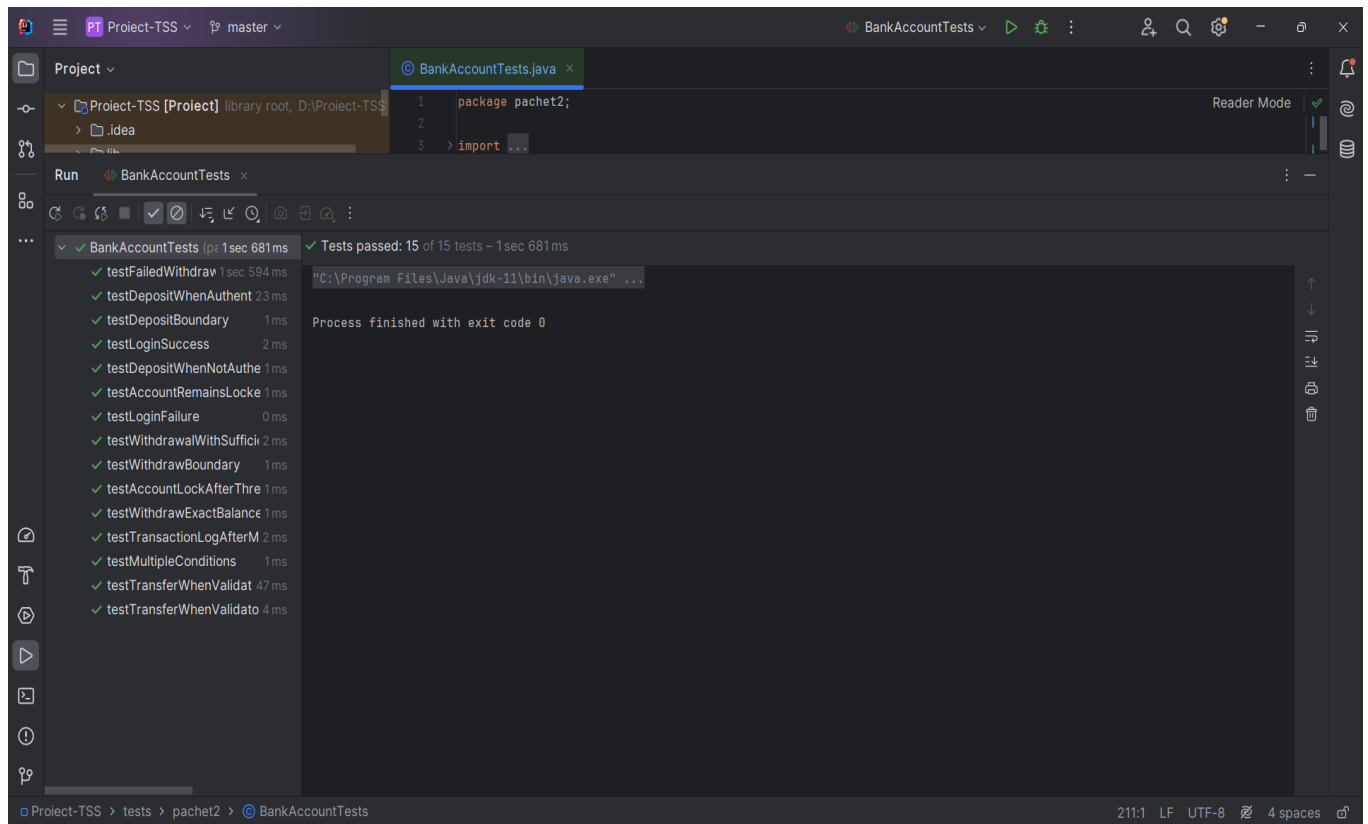 PT Proiect-TSS master BankAccountTests
Project
BankAccountTests.java
Proiect-TSS [Proiect] library root, D:\Proiect-TSS
.idea
lib
1 package pachet2;
2
3 import ...
Reader Mode
Run BankAccountTests
BankAccountTests (pa 1 sec 681 ms
testFailedWithdraw 1 sec 594 ms
testDepositWhenAuthent 23 ms
testDepositBoundary 1 ms
testLoginSuccess 2 ms
testDepositWhenNotAuthe 1 ms
testAccountRemainsLocke 1 ms
testLoginFailure 0 ms
testWithdrawalWithSuffici 2 ms
testWithdrawBoundary 1 ms
testAccountLockAfterThre 1 ms
testWithdrawExactBalance 1 ms
testTransactionLogAfterM 2 ms
testMultipleConditions 1 ms
testTransferWhenValidat 47 ms
testTransferWhenValidato 4 ms
Tests passed: 15 of 15 tests – 1 sec 681 ms
"C:\Program Files\Java\jdk-11\bin\java.exe" ...
Process finished with exit code 0
Proiect-TSS > tests > pachet2 > BankAccountTests
211:1 LF UTF-8 4 spaces